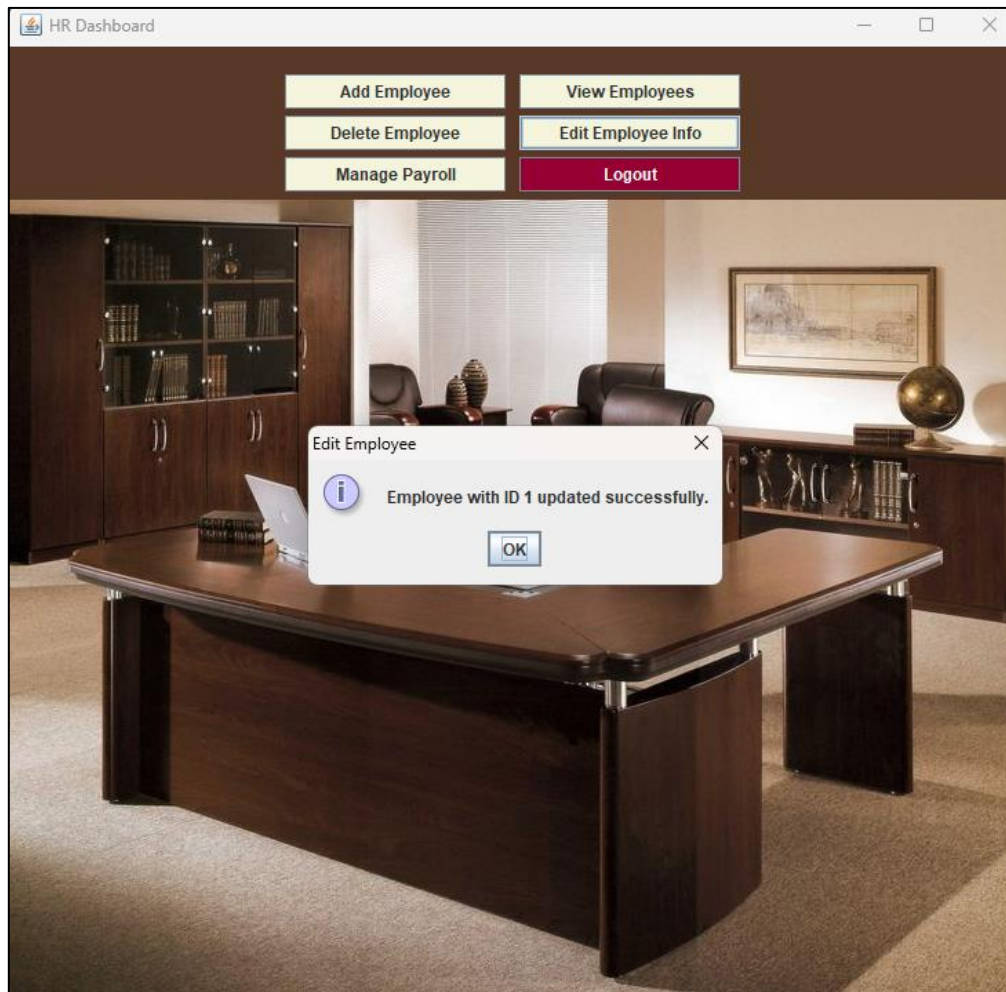 HR Dashboard
Add Employee
View Employees
Delete Employee
Edit Employee Info
Manage Payroll
Logout
Edit Employee
Employee with ID 1 updated successfully.
OK